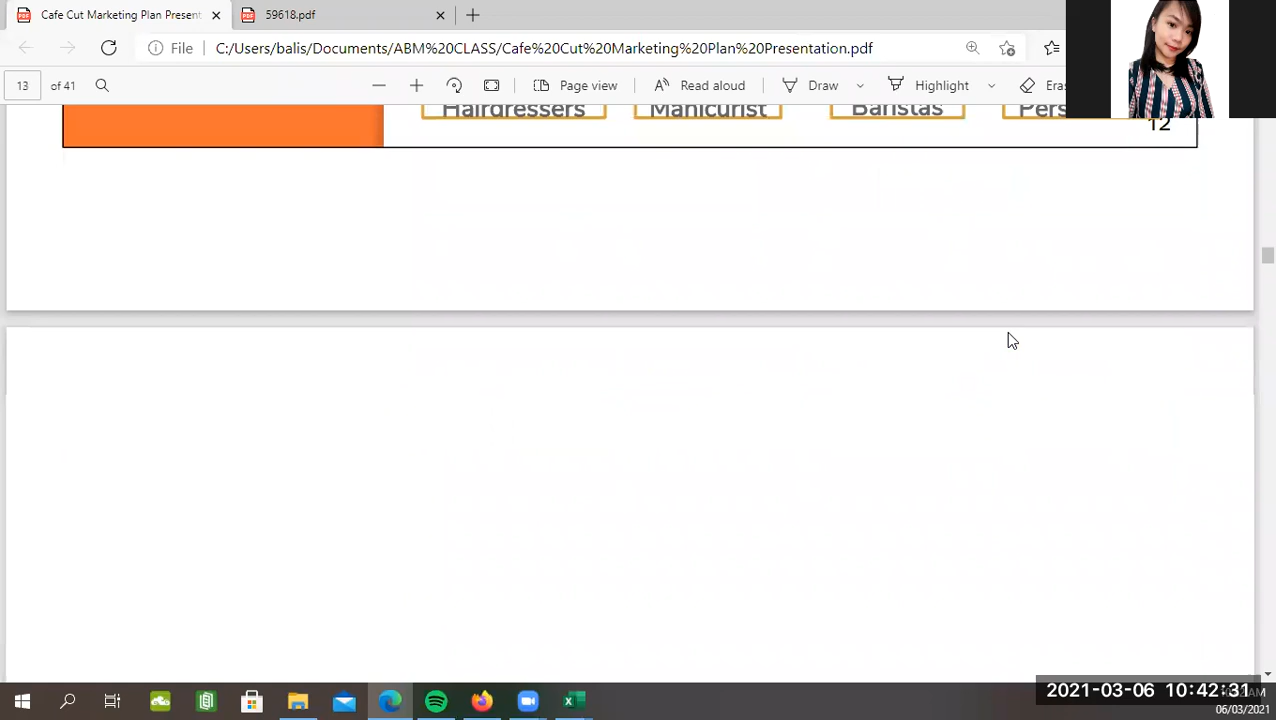 Cafe Cut Marketing Plan Present
59618.pdf
File
C:/Users/balis/Documents/ABM%20CLASS/Cafe%20Cut%20Marketing%20Plan%20Presentation.pdf
13 of 41
Page view
Read aloud
Draw
Highlight
Hairdressers
Manicurist
Baristas
12
2021-03-06 10:42:31
06/03/2021